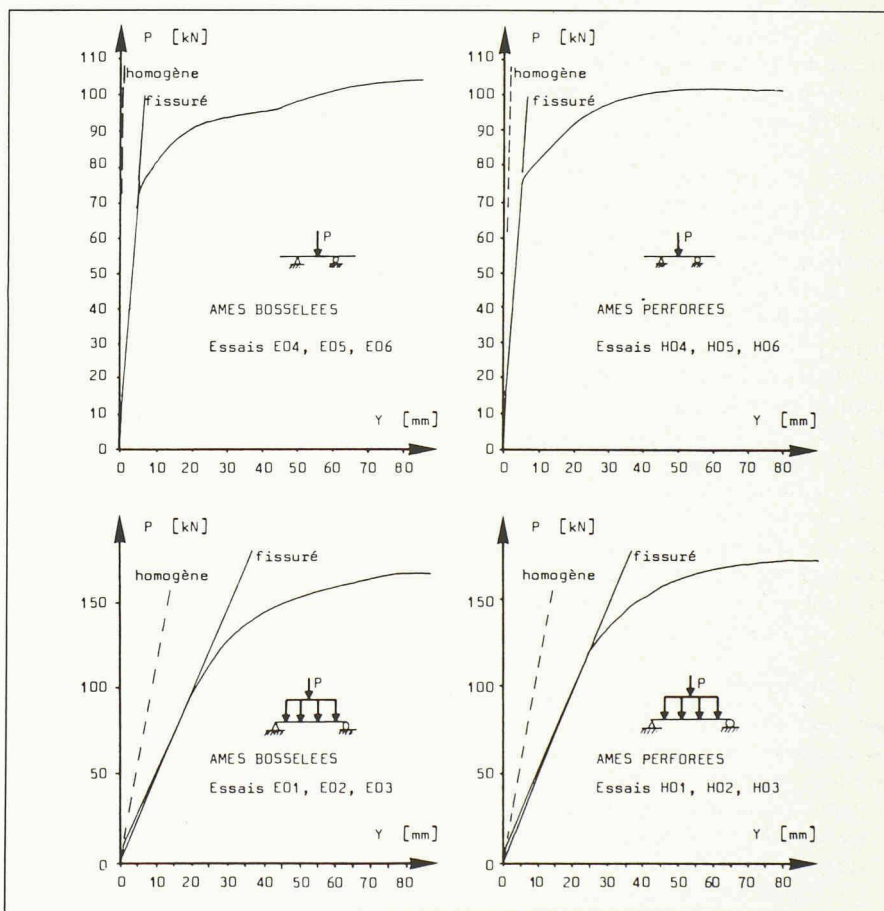 P [kN]
110
homogène
100
fissuré
90
80
70
60
50
40
30
20
10
0
P
AMES BOSSELEES
Essais E04, E05, E06
Y [mm]
0 10 20 30 40 50 60 70 80
P [kN]
110
homogène
100
fissuré
90
80
70
60
50
40
30
20
10
0
P
AMES PERFOREES
Essais H04, H05, H06
Y [mm]
0 10 20 30 40 50 60 70 80
P [kN]
fissuré
homogène
150
100
50
0
P
AMES BOSSELEES
Essais E01, E02, E03
Y [mm]
0 10 20 30 40 50 60 70 80
P [kN]
fissuré
homogène
150
100
50
0
P
AMES PERFOREES
Essais H01, H02, H03
Y [mm]
0 10 20 30 40 50 60 70 80